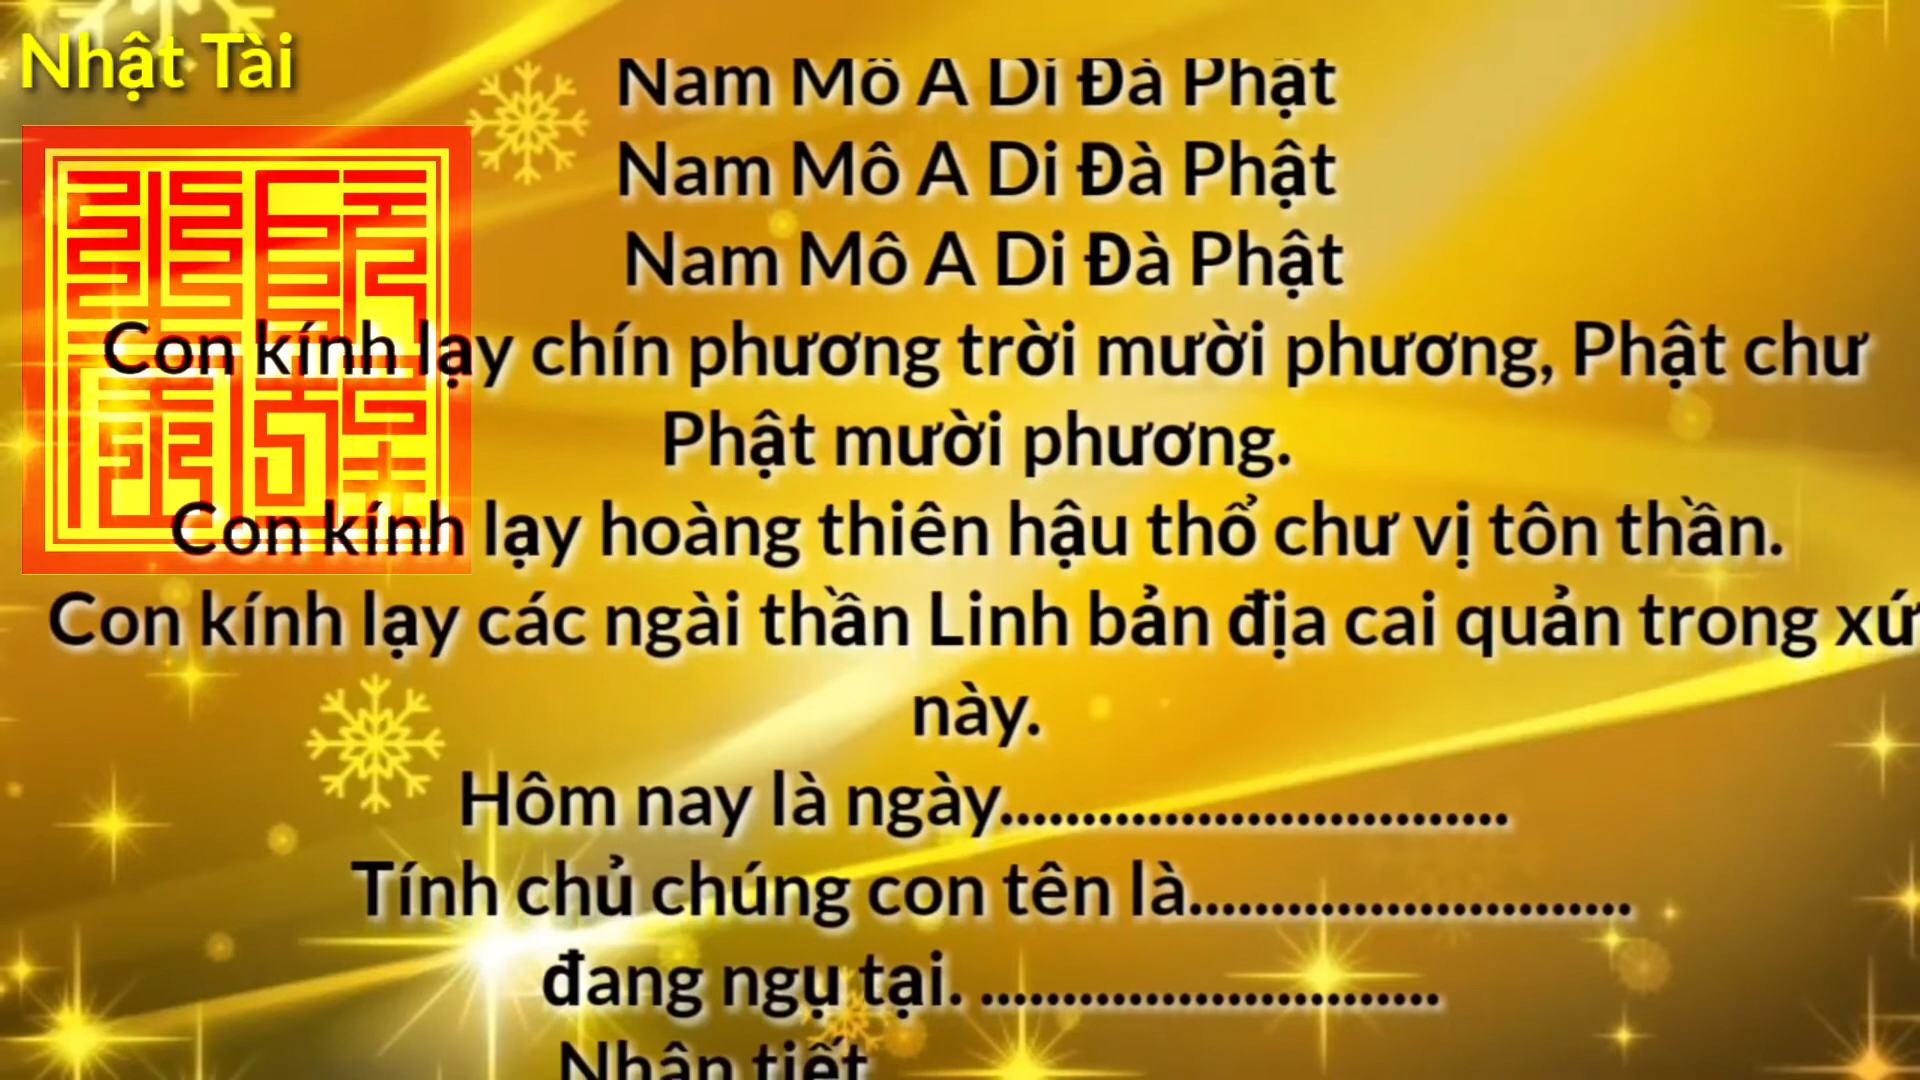 Nhật Tài
Nam Mô A Di Đà Phật
Nam Mô A Di Đà Phật
Nam Mô A Di Đà Phật
Con kính lạy chín phương trời mười phương, Phật chư
Phật mười phương.
Con kính lạy hoàng thiên hậu thổ chư vị tôn thần.
Con kính lạy các ngài thần Linh bản địa cai quản trong xứ
này.
Hôm nay là ngày...............................
Tính chủ chúng con tên là...........................
đang ngụ tại. ............................
Nhân tiết